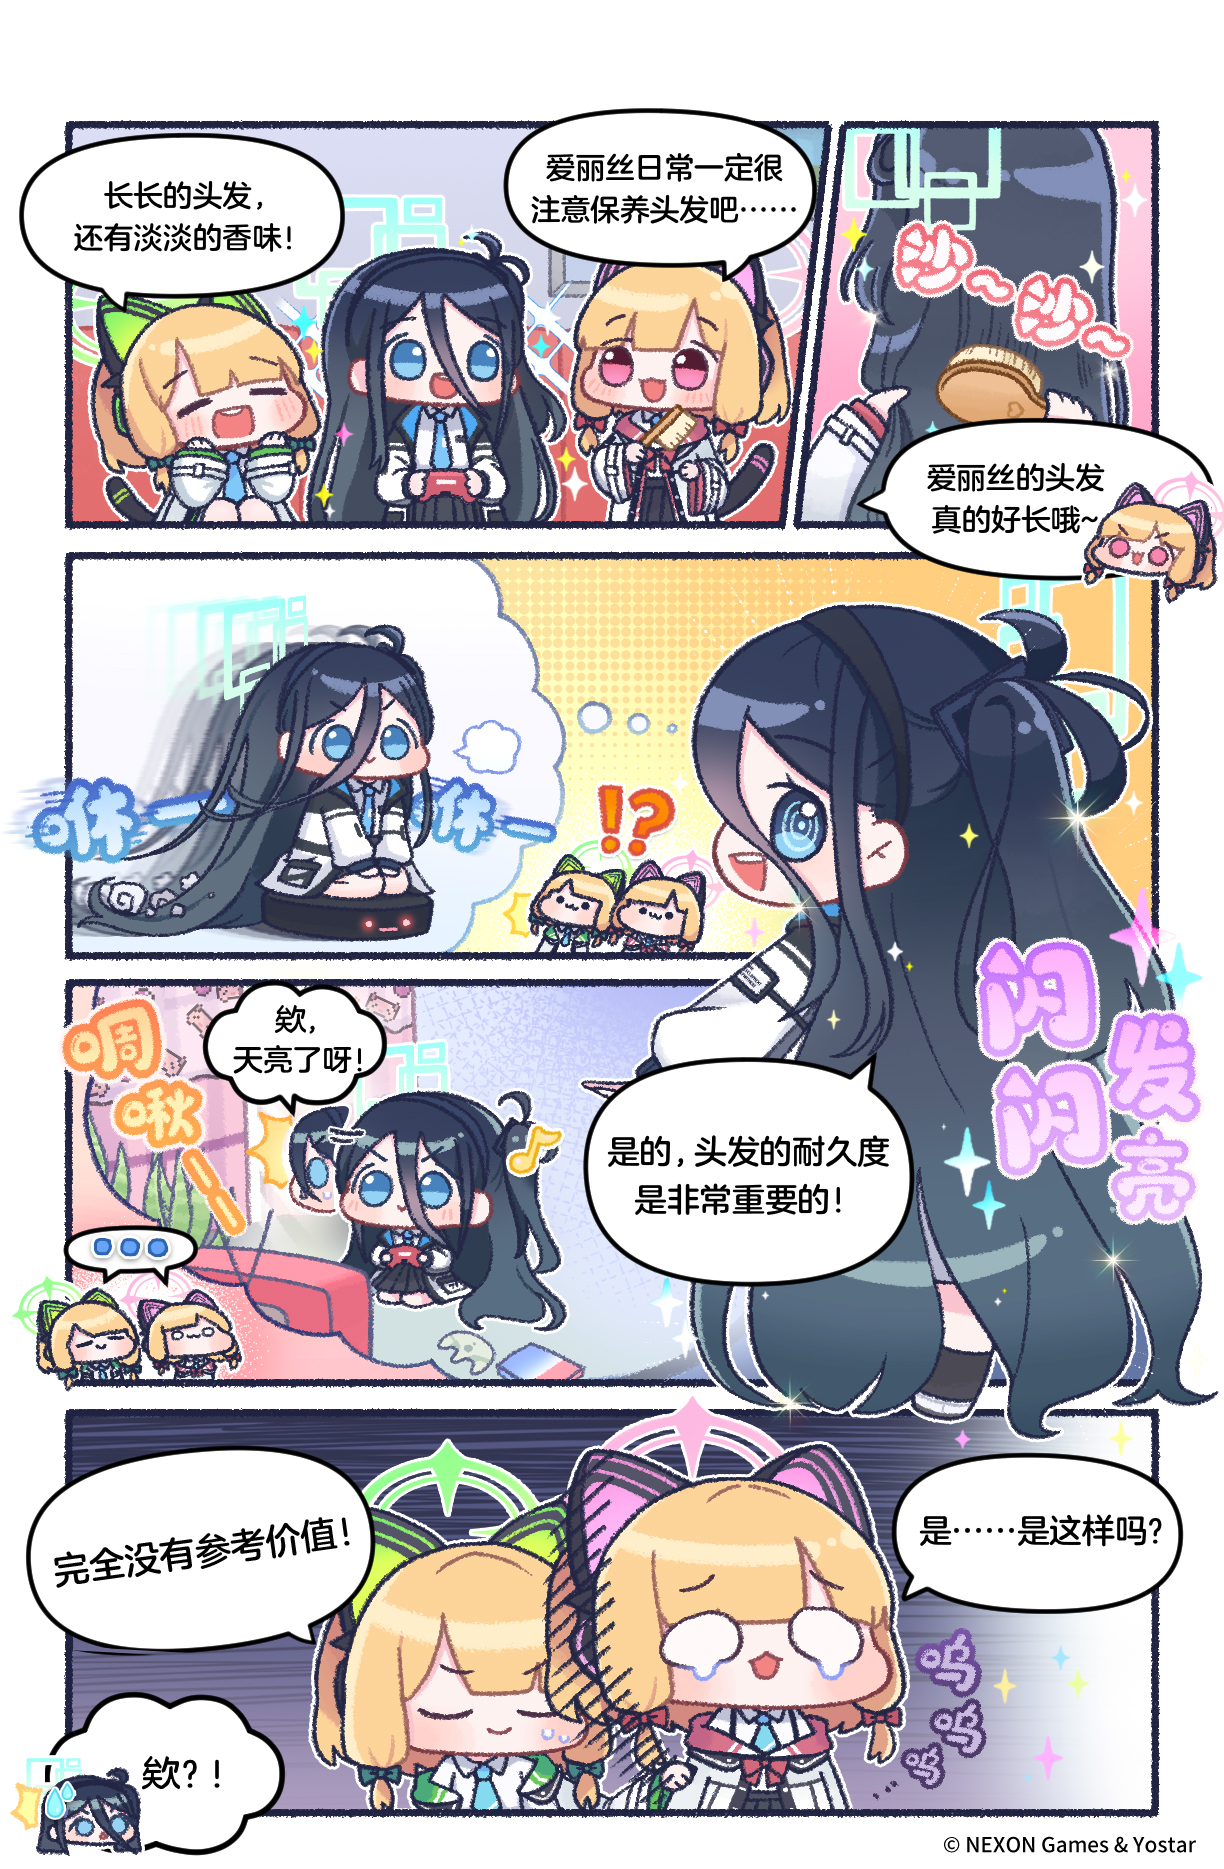 长长的头发，
还有淡淡的香味！
爱丽丝日常一定很
注意保养头发吧……
沙～沙～
爱丽丝的头发
真的好长哦~
咻一
咻一
!?
闪闪
发亮
啁
啾
——
欸，
天亮了呀！
是的，头发的耐久度
是非常重要的！
完全没有参考价值！
是……是这样吗？
呜
呜
呜…
欸？！
© NEXON Games & Yostar